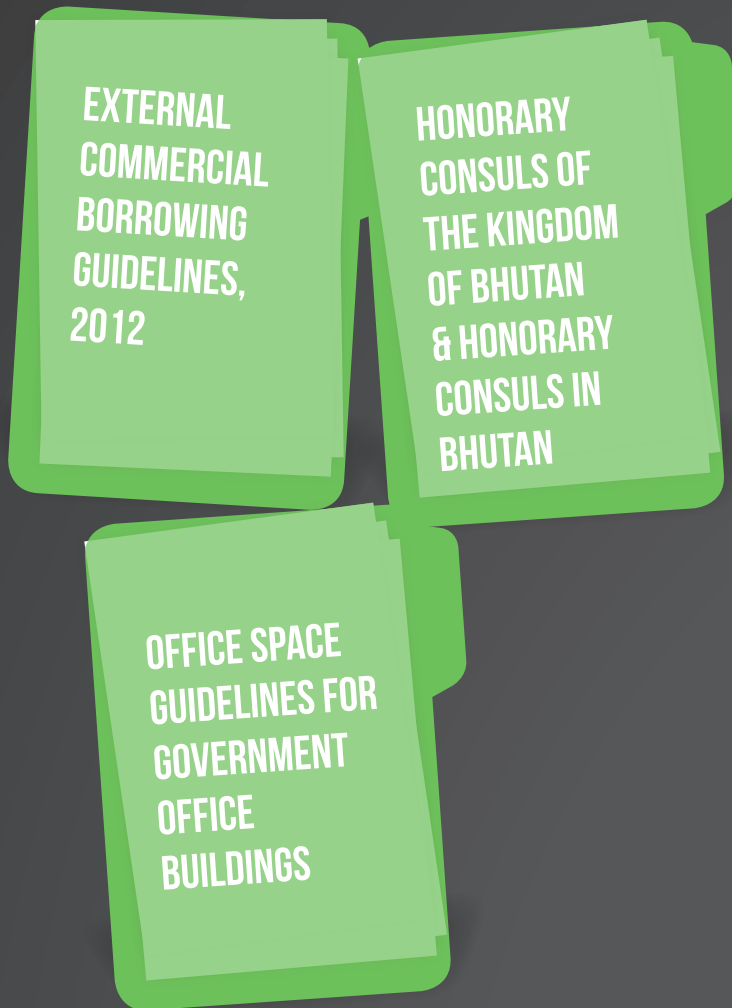 EXTERNAL
COMMERCIAL
BORROWING
GUIDELINES,
2012
HONORARY
CONSULS OF
THE KINGDOM
OF BHUTAN
& HONORARY
CONSULS IN
BHUTAN
OFFICE SPACE
GUIDELINES FOR
GOVERNMENT
OFFICE
BUILDINGS